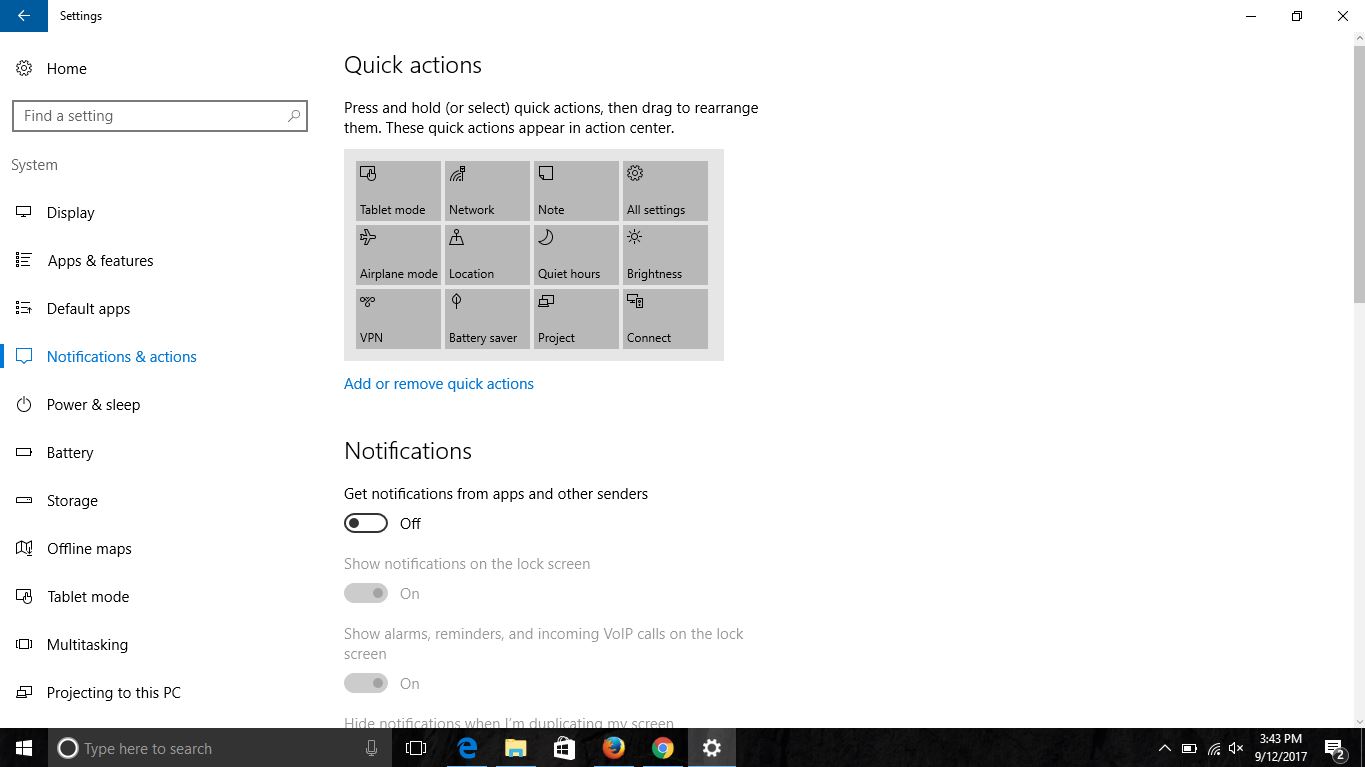 Settings
Home
Find a setting
System
Display
Apps & features
Default apps
Notifications & actions
Power & sleep
Battery
Storage
Offline maps
Tablet mode
Multitasking
Projecting to this PC
Quick actions
Press and hold (or select) quick actions, then drag to rearrange
them. These quick actions appear in action center.
Tablet mode Network Note All settings
Airplane mode Location Quiet hours Brightness
VPN Battery saver Project Connect
Add or remove quick actions
Notifications
Get notifications from apps and other senders
Off
Show notifications on the lock screen
On
Show alarms, reminders, and incoming VoIP calls on the lock
screen
On
Hide notifications when I'm duplicating my screen
Type here to search
3:43 PM
9/12/2017
2